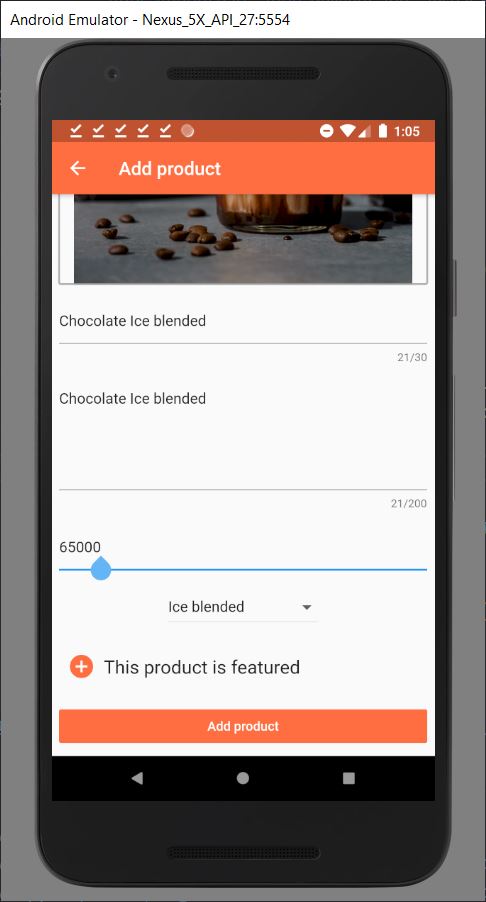 Android Emulator - Nexus_5X_API_27:5554
1:05
Add product
Chocolate Ice blended
21/30
Chocolate Ice blended
21/200
65000
Ice blended
This product is featured
Add product